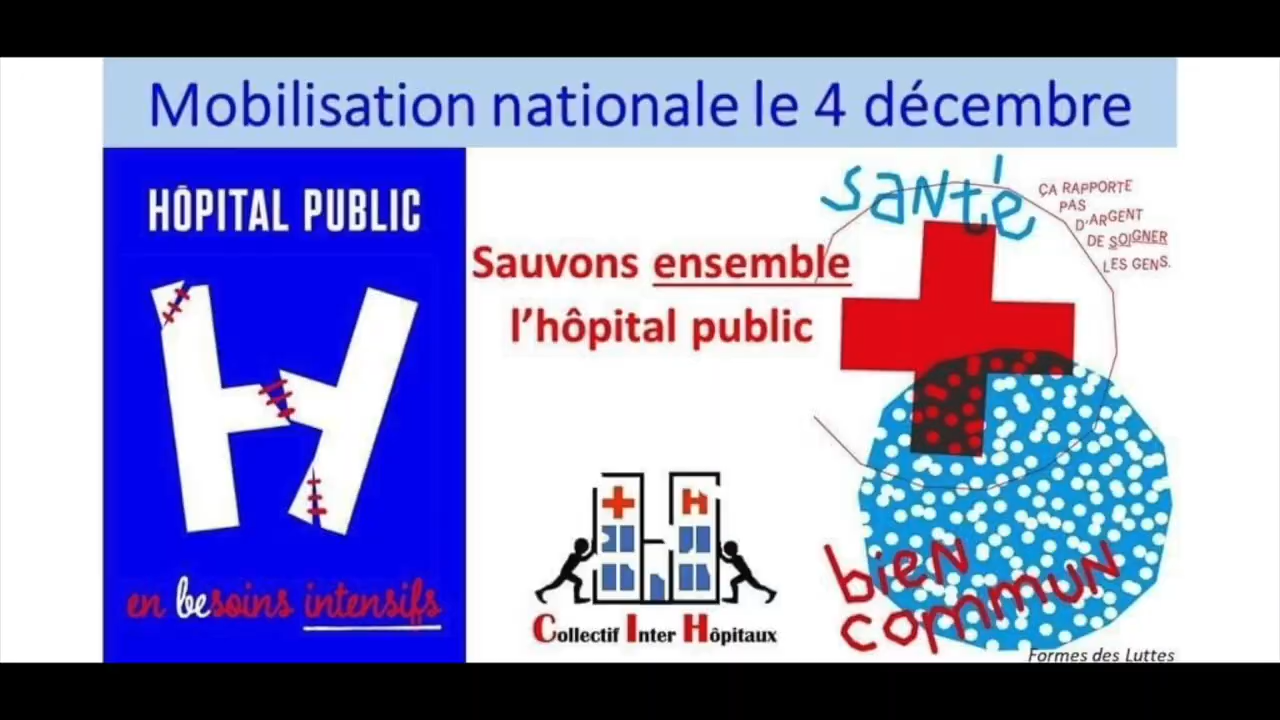 Mobilisation nationale le 4 décembre
HÔPITAL PUBLIC
H
en besoins intensifs
Sauvons ensemble
l'hôpital public
H
Collectif Inter Hôpitaux
santé
ÇA RAPPORTE
PAS
D'ARGENT
DE SOIGNER
LES GENS.
bien
commun
Formes des Luttes